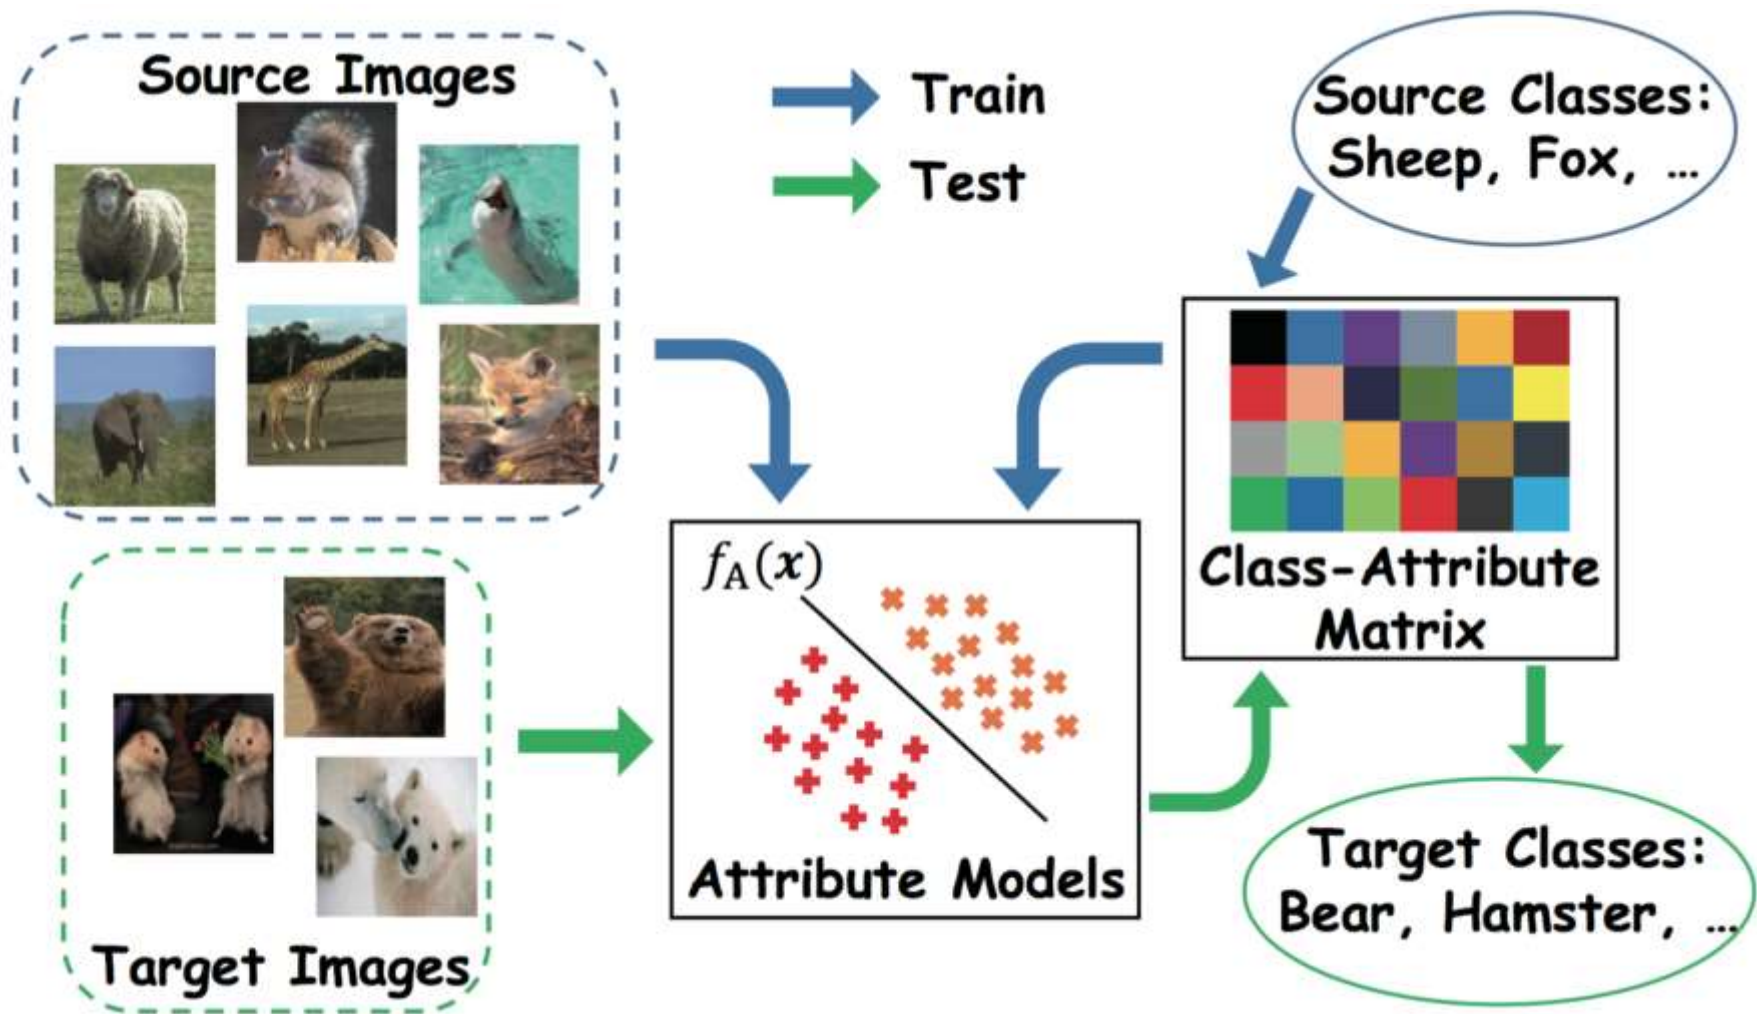 Source Images
Train
Test
Source Classes:
Sheep, Fox, ...
Class-Attribute
Matrix
f_A(x)
Attribute Models
Target Images
Target Classes:
Bear, Hamster, ...